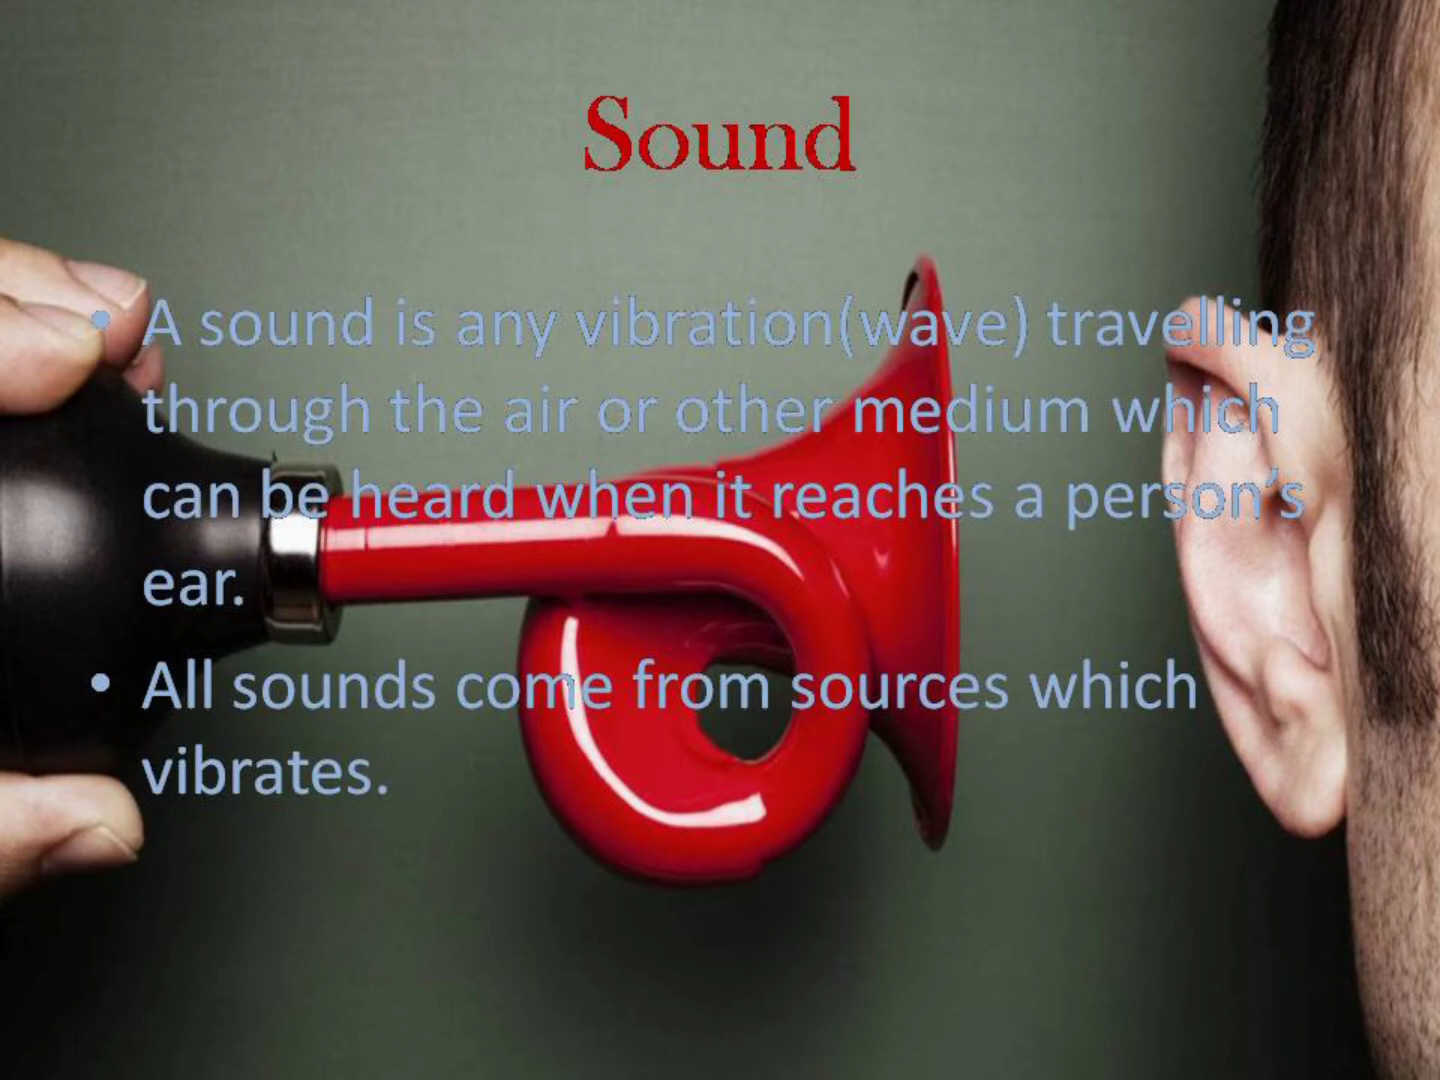 Sound
• A sound is any vibration(wave) travelling
through the air or other medium which
can be heard when it reaches a person’s
ear.
• All sounds come from sources which
vibrates.